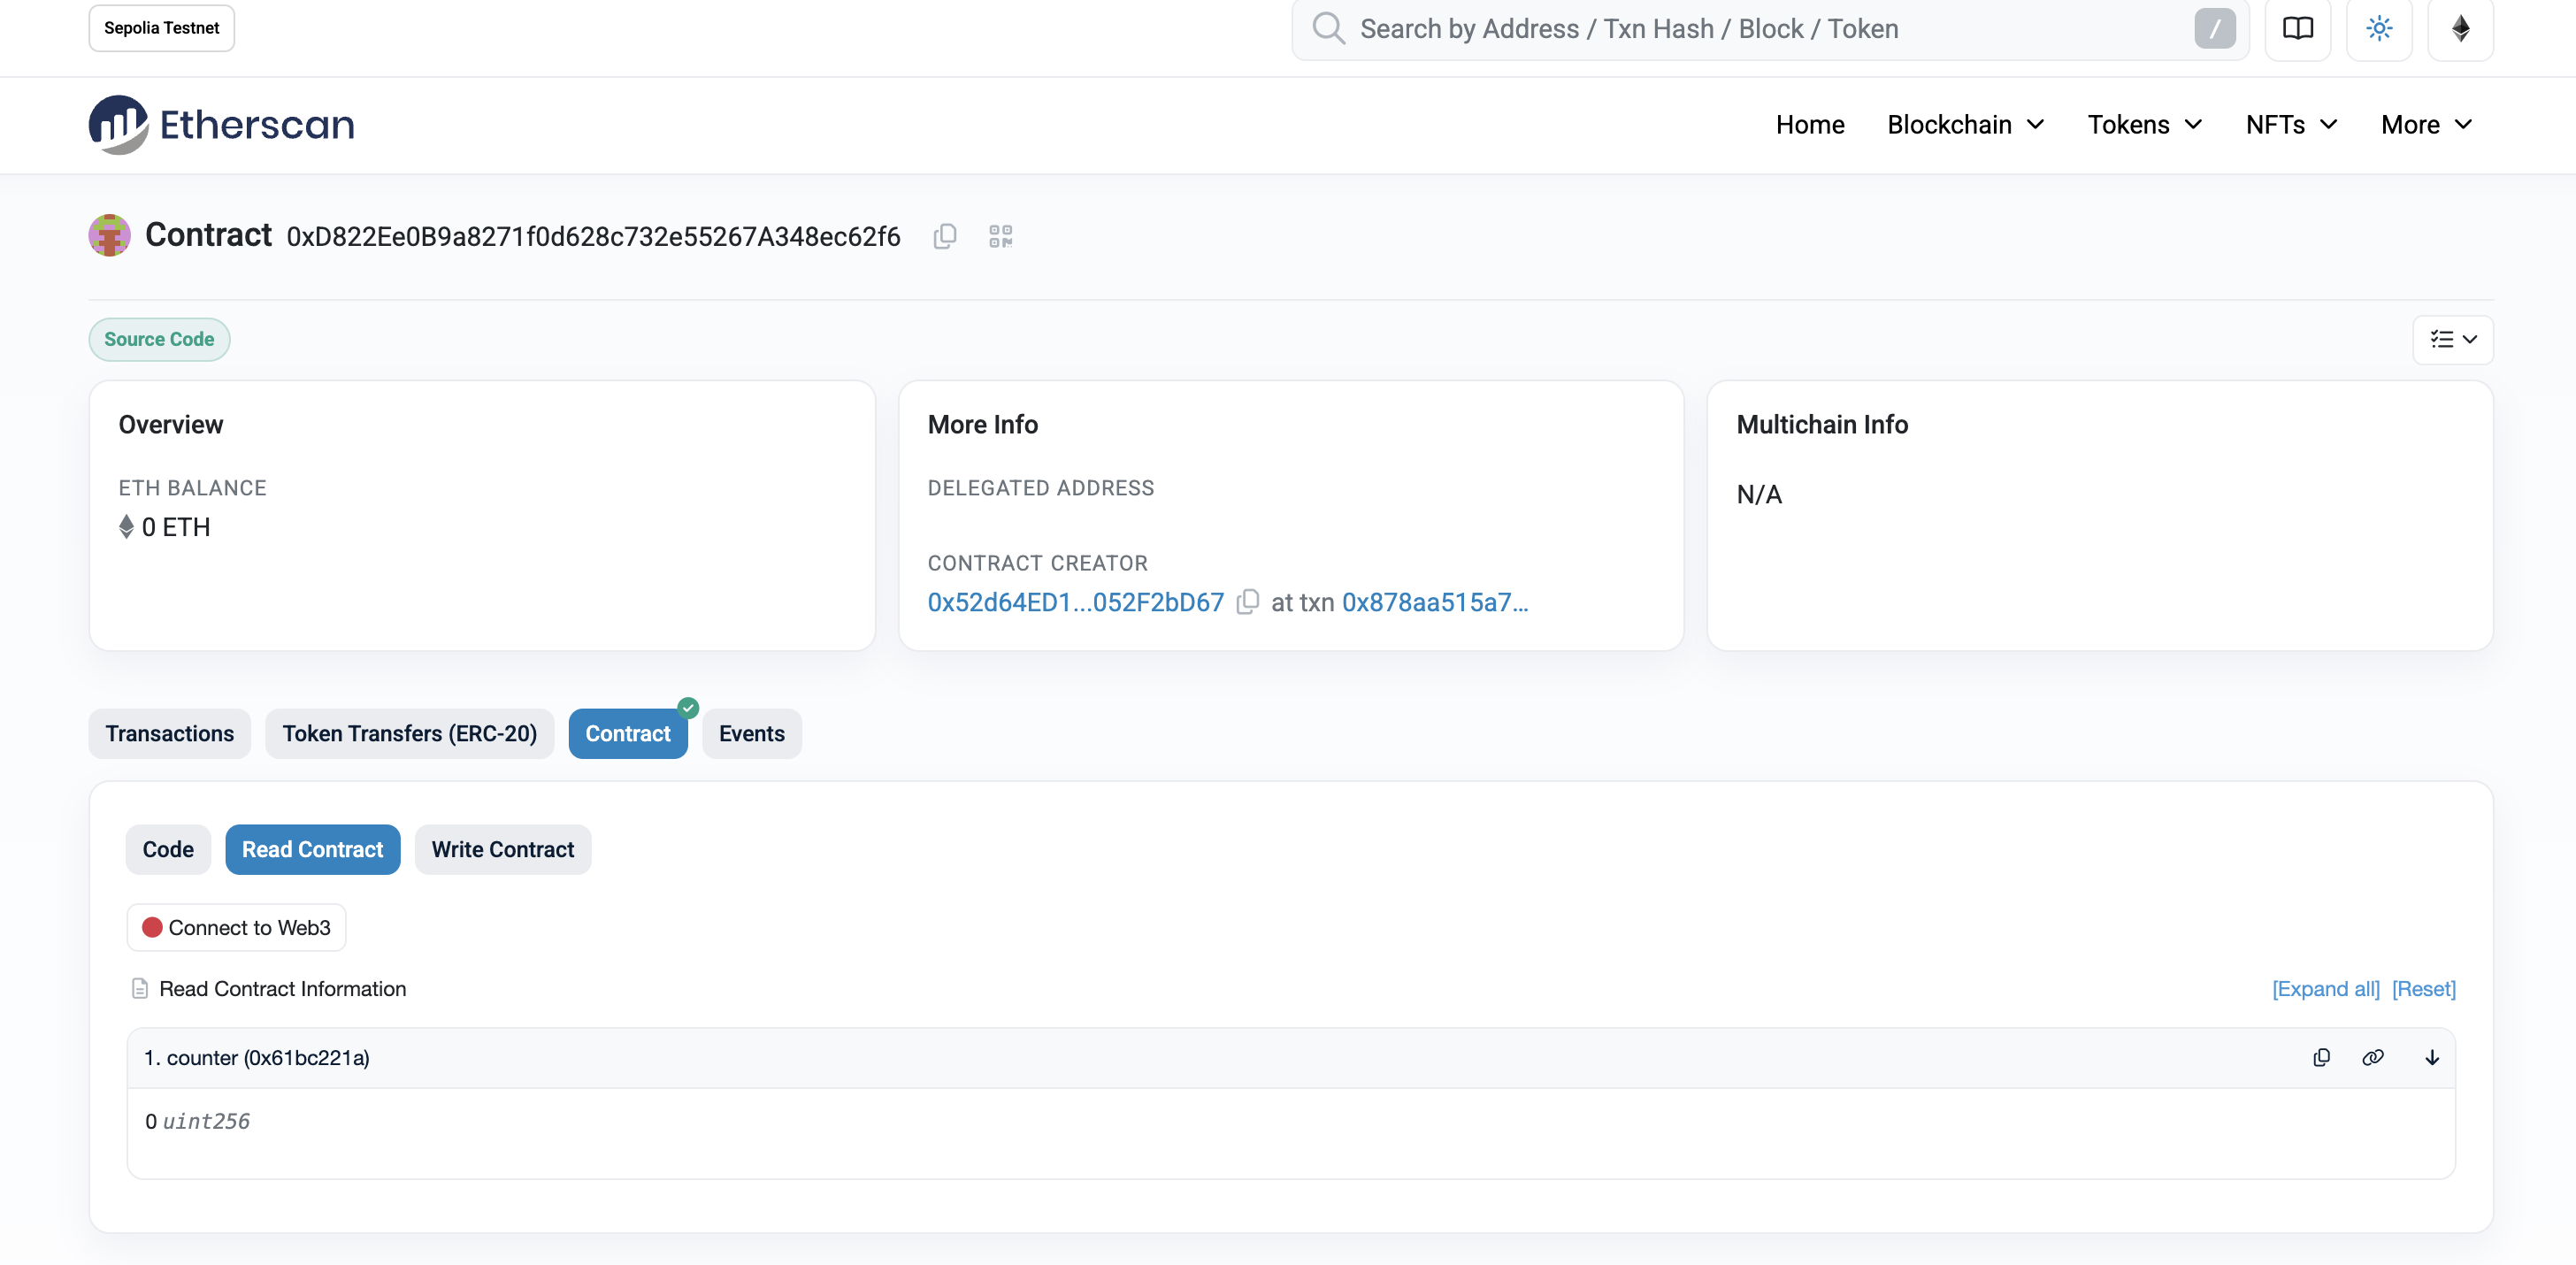 Sepolia Testnet
Search by Address / Txn Hash / Block / Token
/
Etherscan
Home Blockchain Tokens NFTs More
Contract 0xD822Ee0B9a8271f0d628c732e55267A348ec62f6
Source Code
Overview
ETH BALANCE
0 ETH
More Info
DELEGATED ADDRESS
CONTRACT CREATOR
0x52d64ED1...052F2bD67 at txn 0x878aa515a7...
Multichain Info
N/A
Transactions Token Transfers (ERC-20) Contract Events
Code Read Contract Write Contract
Connect to Web3
Read Contract Information [Expand all] [Reset]
1. counter (0x61bc221a)
0 uint256